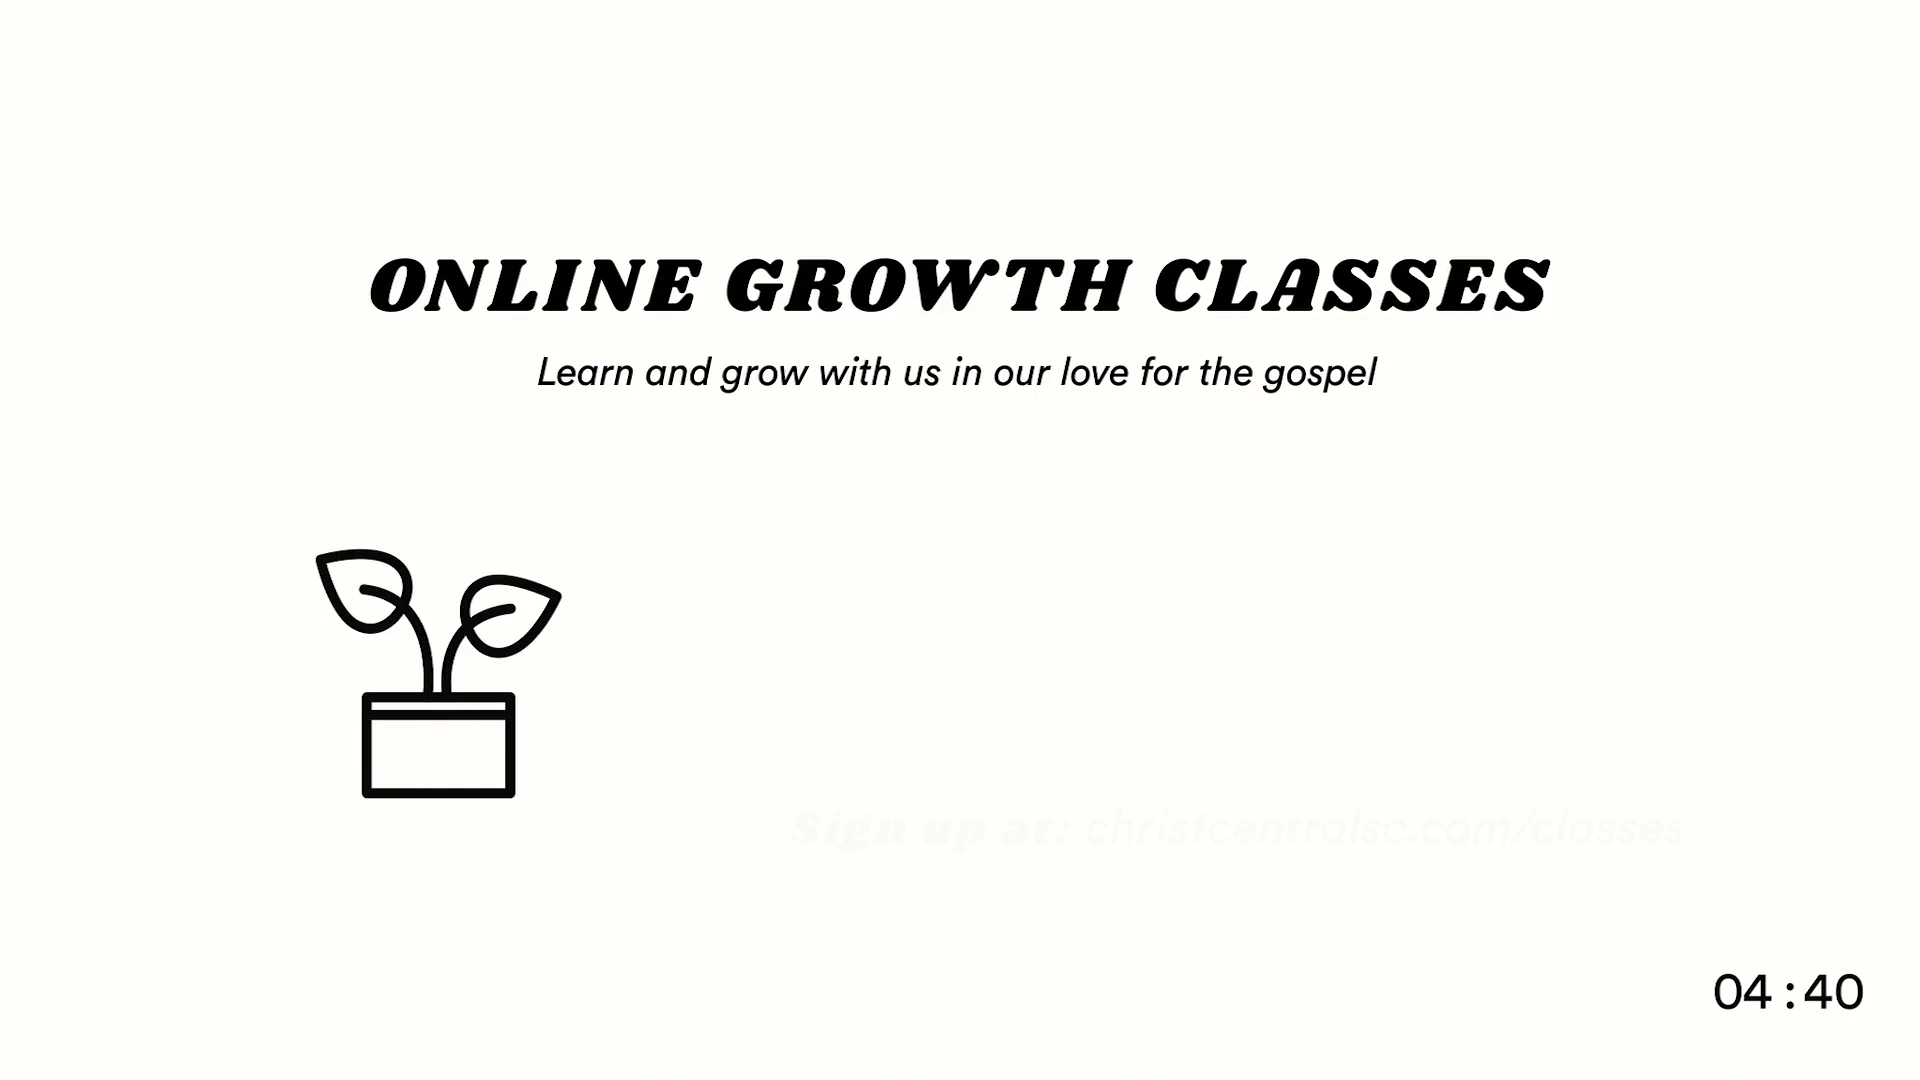 ONLINE GROWTH CLASSES
Learn and grow with us in our love for the gospel
Sign up at: christcentralsc.com/classes
04:40